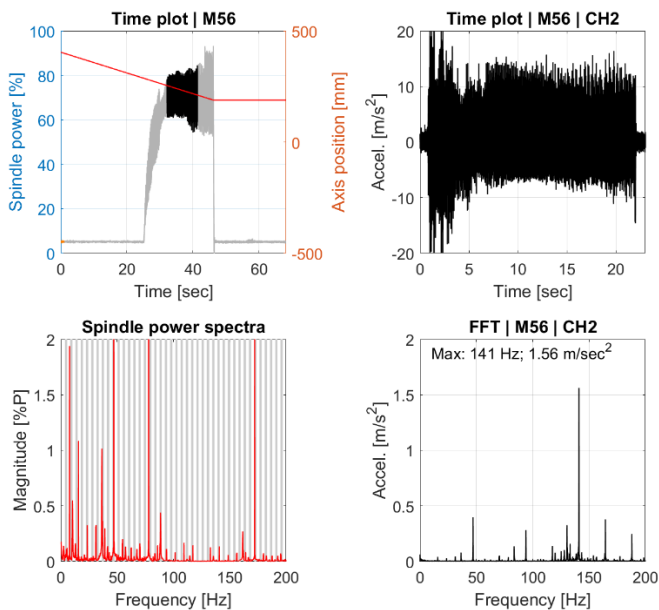 Time plot | M56
100
80
60
40
20
0
Spindle power [%]
500
0
-500
Axis position [mm]
0 20 40 60
Time [sec]
Time plot | M56 | CH2
20
10
0
-10
-20
Accel. [m/s²]
0 5 10 15 20
Time [sec]
Spindle power spectra
2
1.5
1
0.5
0
Magnitude [%P]
0 50 100 150 200
Frequency [Hz]
FFT | M56 | CH2
Max: 141 Hz; 1.56 m/sec²
2
1.5
1
0.5
0
Accel. [m/s²]
0 50 100 150 200
Frequency [Hz]